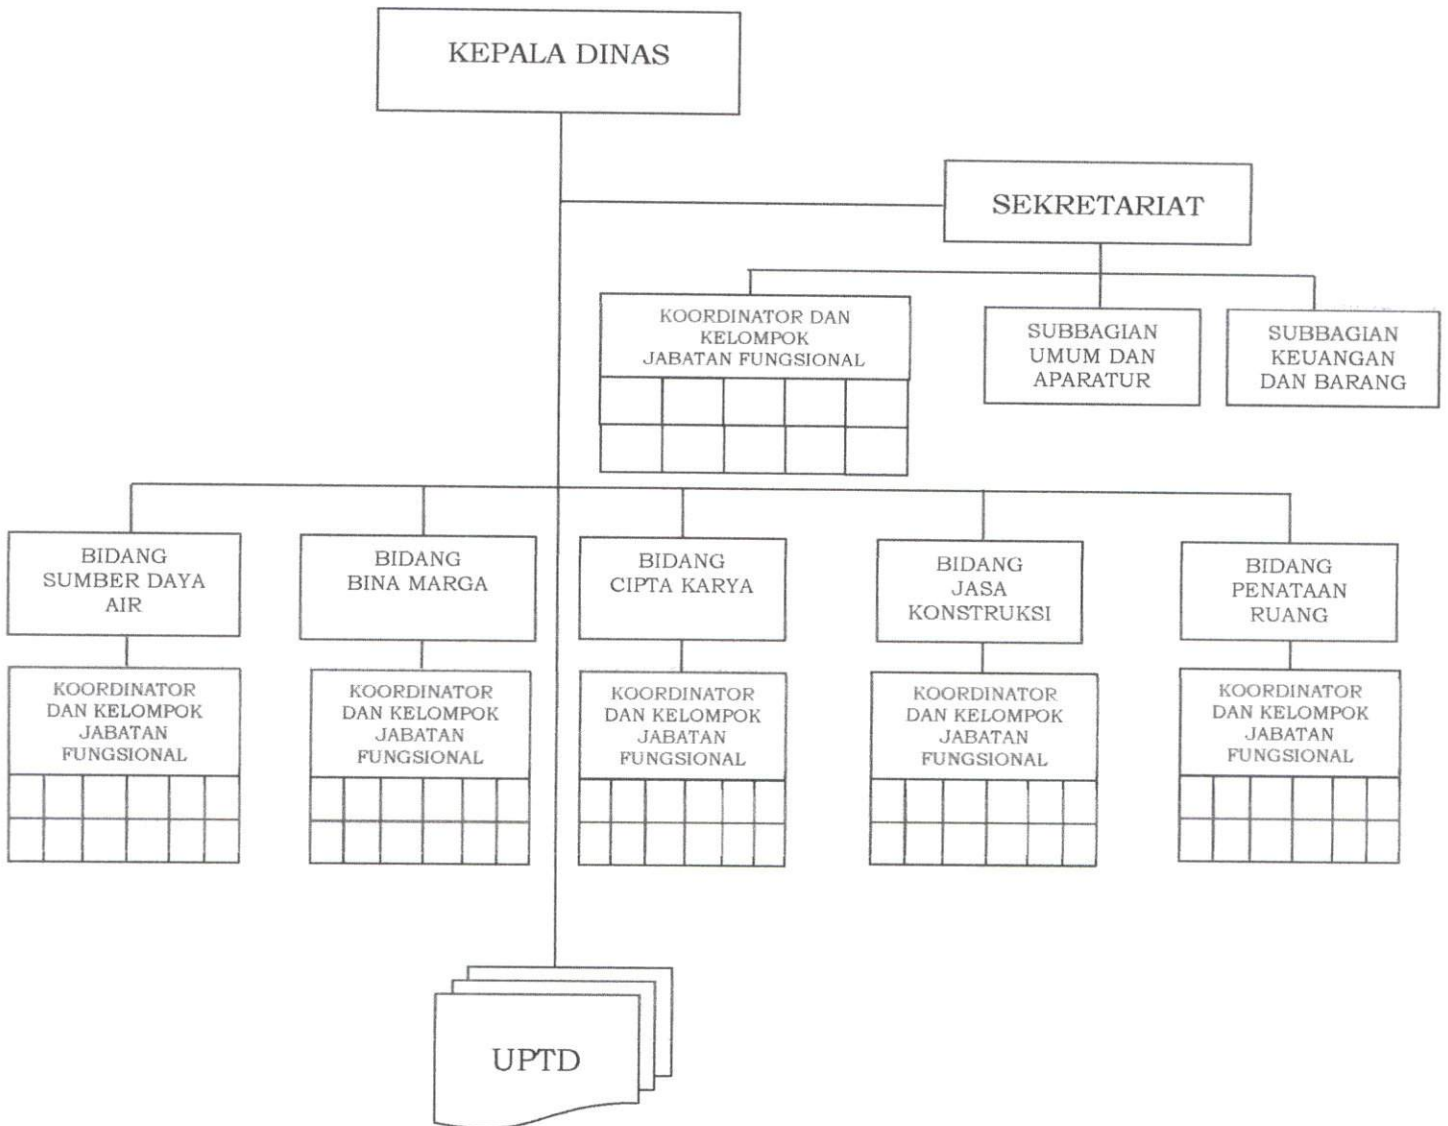 KEPALA DINAS
SEKRETARIAT
KOORDINATOR DAN
KELOMPOK
JABATAN FUNGSIONAL
SUBBAGIAN
UMUM DAN
APARATUR
SUBBAGIAN
KEUANGAN
DAN BARANG
BIDANG
SUMBER DAYA
AIR
BIDANG
BINA MARGA
BIDANG
CIPTA KARYA
BIDANG
JASA
KONSTRUKSI
BIDANG
PENATAAN
RUANG
KOORDINATOR
DAN KELOMPOK
JABATAN
FUNGSIONAL
KOORDINATOR
DAN KELOMPOK
JABATAN
FUNGSIONAL
KOORDINATOR
DAN KELOMPOK
JABATAN
FUNGSIONAL
KOORDINATOR
DAN KELOMPOK
JABATAN
FUNGSIONAL
KOORDINATOR
DAN KELOMPOK
JABATAN
FUNGSIONAL
UPTD